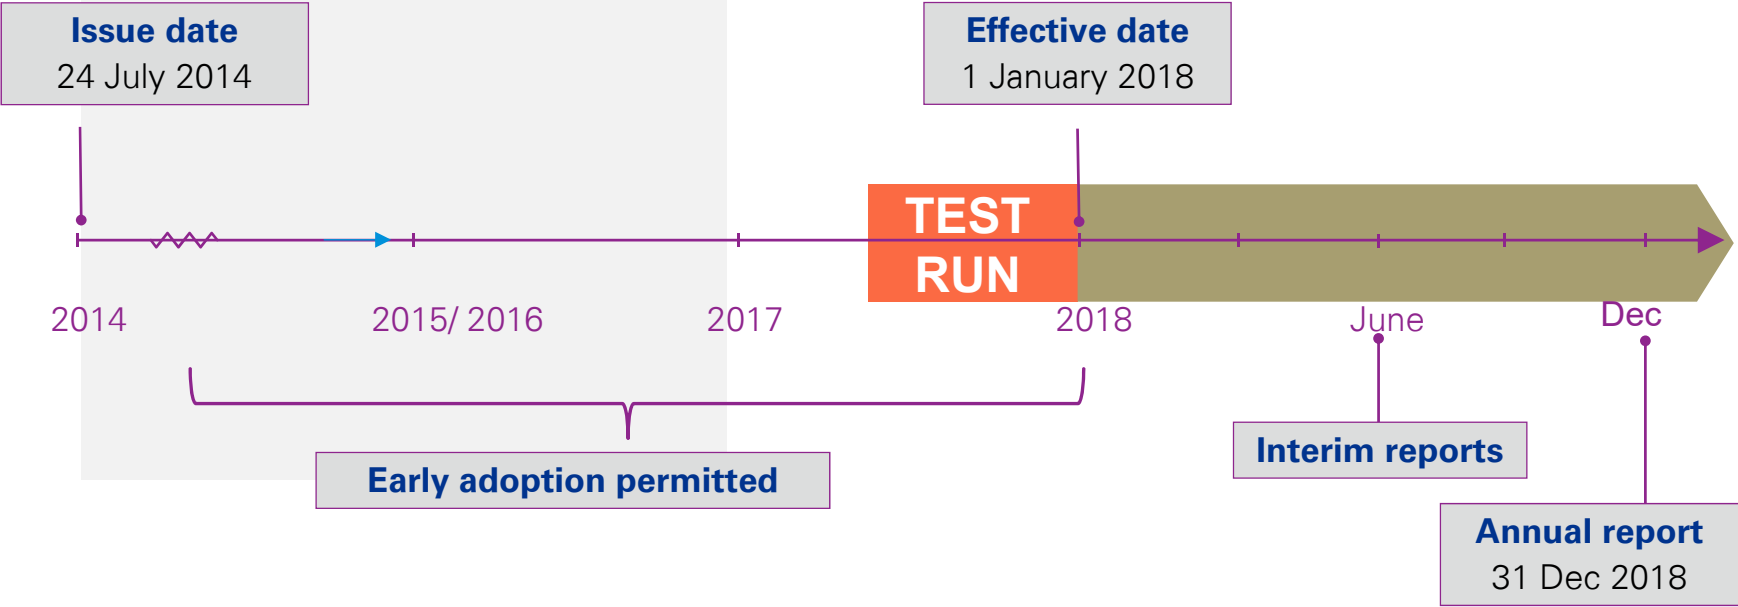 Issue date
24 July 2014
Effective date
1 January 2018
TEST
RUN
2014
2015/ 2016
2017
2018
June
Dec
Early adoption permitted
Interim reports
Annual report
31 Dec 2018